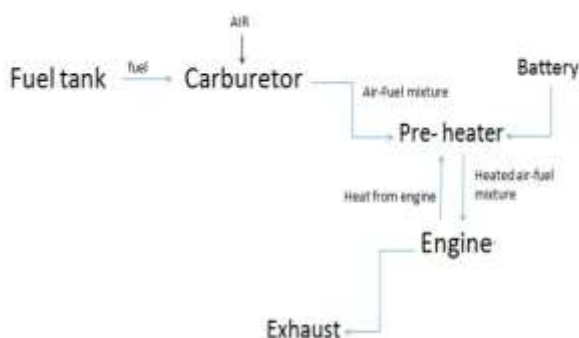 AIR
Fuel tank
fuel
Carburetor
Battery
Air-Fuel mixture
Pre- heater
Heat from engine
Heated air-fuel
mixture
Engine
Exhaust